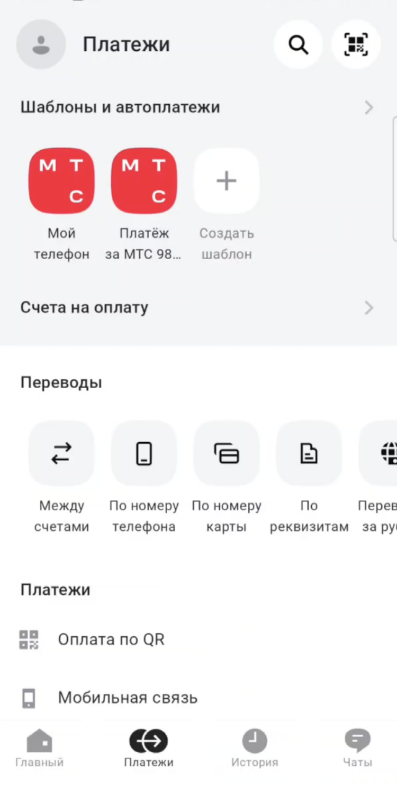 Платежи
Шаблоны и автоплатежи
М Т С
М Т С
Мой телефон
Платёж за МТС 98...
Создать шаблон
Счета на оплату
Переводы
Между счетами
По номеру телефона
По номеру карты
По реквизитам
Перев
за ру
Платежи
Оплата по QR
Мобильная связь
Главный
Платежи
История
Чаты